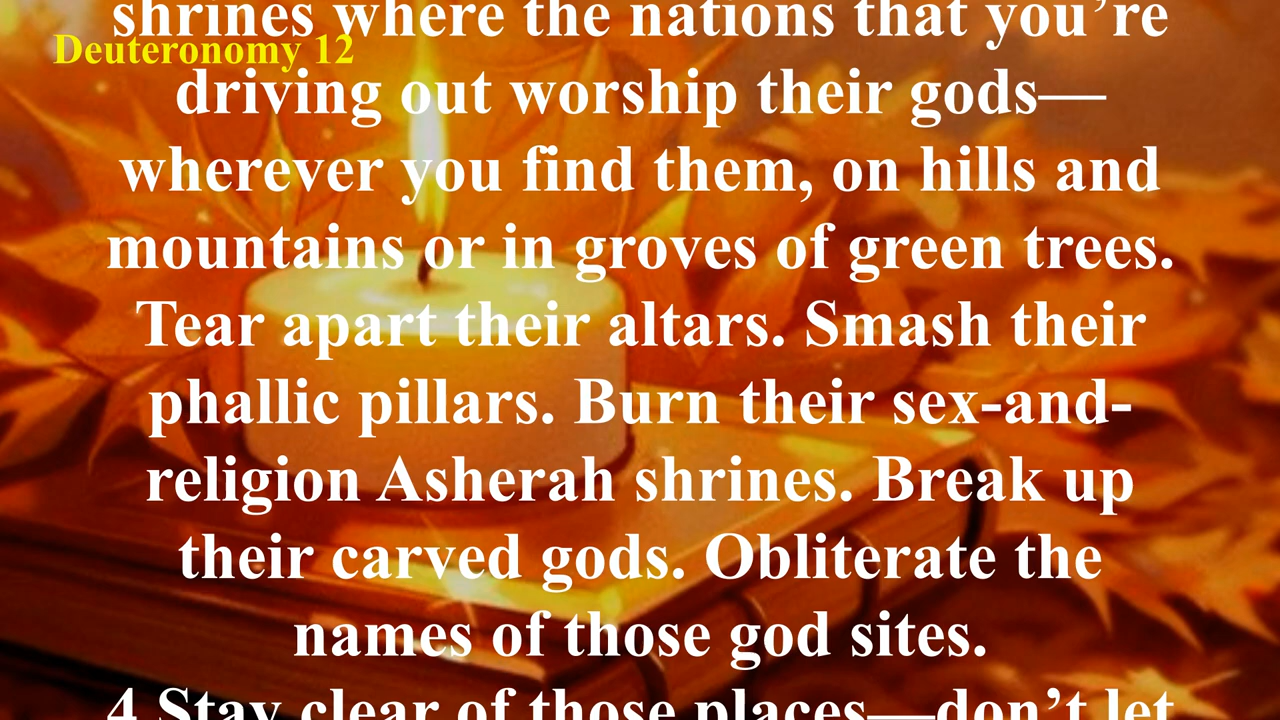 shrines where the nations that you’re
Deuteronomy 12
driving out worship their gods—
wherever you find them, on hills and
mountains or in groves of green trees.
Tear apart their altars. Smash their
phallic pillars. Burn their sex-and-
religion Asherah shrines. Break up
their carved gods. Obliterate the
names of those god sites.
4 Stay clear of those places—don’t let